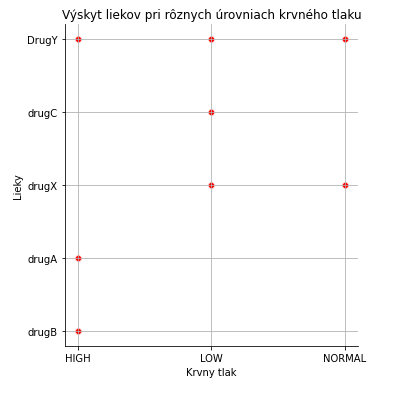 Výskyt liekov pri rôznych úrovniach krvného tlaku
DrugY
drugC
drugX
drugA
drugB
Lieky
HIGH LOW NORMAL
Krvny tlak